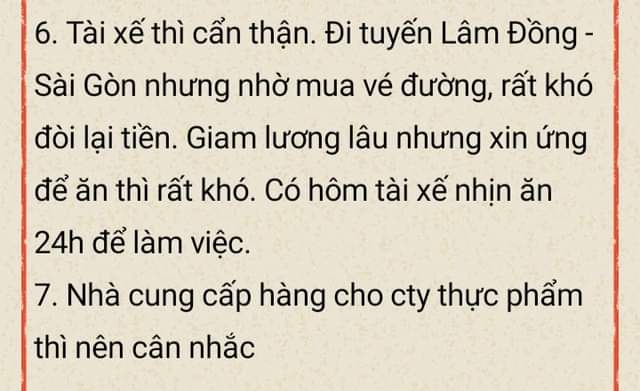 6. Tài xế thì cẩn thận. Đi tuyến Lâm Đồng -
Sài Gòn nhưng nhờ mua vé đường, rất khó
đòi lại tiền. Giam lương lâu nhưng xin ứng
để ăn thì rất khó. Có hôm tài xế nhịn ăn
24h để làm việc.
7. Nhà cung cấp hàng cho cty thực phẩm
thì nên cân nhắc